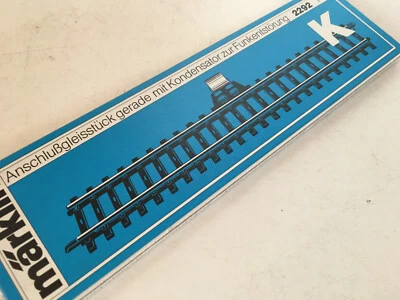 Anschlußgleisstück gerade mit Kondensator zur Funkentstörung 2292
K
märklin